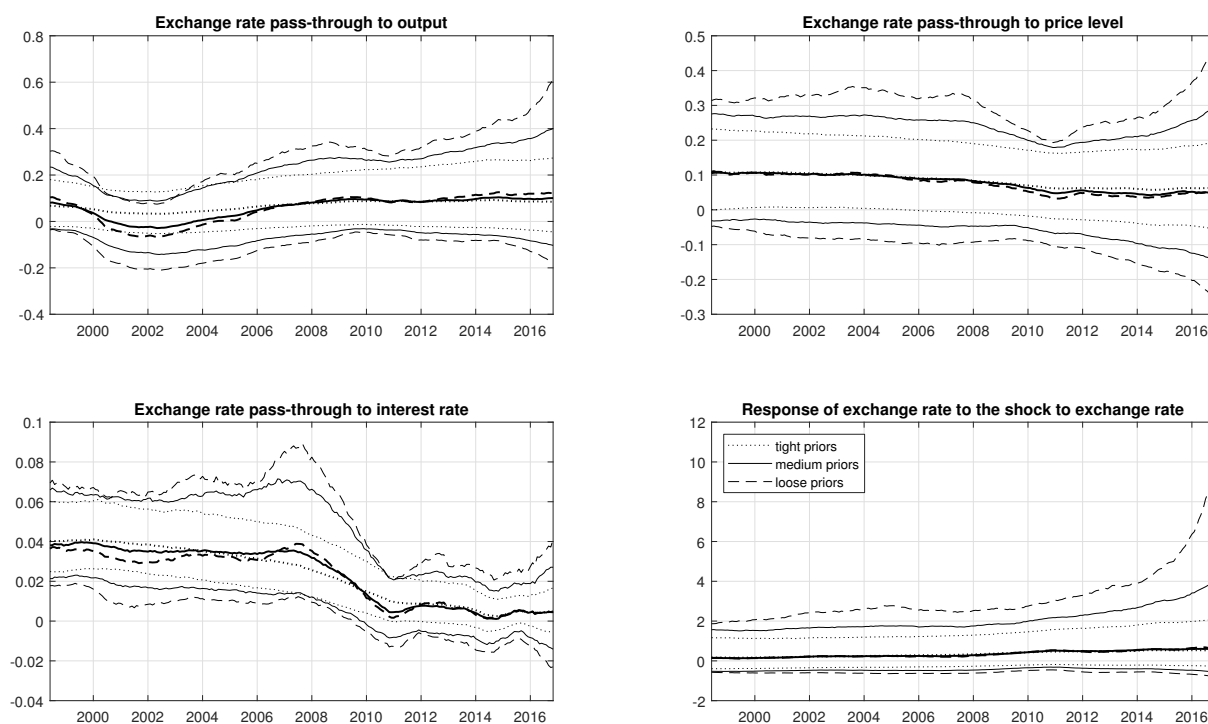 Exchange rate pass-through to output
0.8
0.6
0.4
0.2
0
-0.2
-0.4
2000 2002 2004 2006 2008 2010 2012 2014 2016
Exchange rate pass-through to price level
0.5
0.4
0.3
0.2
0.1
0
-0.1
-0.2
-0.3
2000 2002 2004 2006 2008 2010 2012 2014 2016
Exchange rate pass-through to interest rate
0.1
0.08
0.06
0.04
0.02
0
-0.02
-0.04
2000 2002 2004 2006 2008 2010 2012 2014 2016
Response of exchange rate to the shock to exchange rate
12
10
8
6
4
2
0
-2
tight priors
medium priors
loose priors
2000 2002 2004 2006 2008 2010 2012 2014 2016